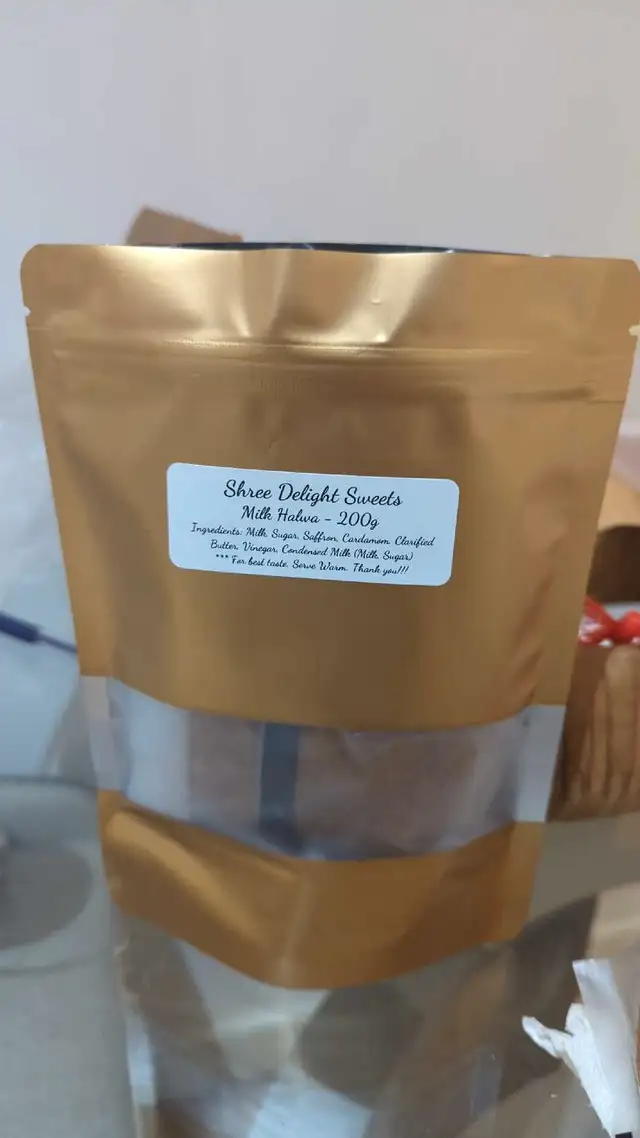 Shree Delight Sweets
Milk Halwa - 200g
Ingredients: Milk, Sugar, Saffron, Cardamom, Clarified
Butter, Vinegar, Condensed Milk (Milk, Sugar)
*** For best taste, Serve Warm. Thank you!!!